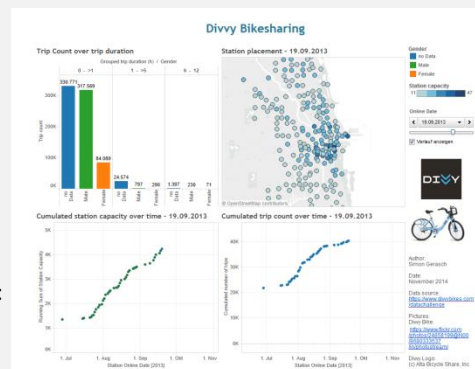 Divvy Bikesharing
Trip Count over trip duration
Grouped trip duration (h) / Gender
0 - >1
1 - >6
6 - 12
336 771
317 569
84 089
24 574
797
266
1.397
230
71
300K
200K
100K
0K
Trip count
no Data
Male
Female
no Data
Male
Female
no Data
Male
Female
Station placement - 19.09.2013
© OpenStreetMap contributors
Gender
no Data
Male
Female
Station capacity
11
47
Online Date
19.09.2013
Verlauf anzeigen
DIVVY
Cumulated station capacity over time - 19.09.2013
Running Sum of Station Capacity
5K
4K
3K
2K
1K
0K
1. Jul
1. Aug
1. Sep
1. Okt
1. Nov
Station Online Date [2013]
Cumulated trip count over time - 19.09.2013
Cumulated number of trips
40K
30K
20K
10K
0K
1. Jul
1. Aug
1. Sep
1. Okt
1. Nov
Station Online Date [2013]
Author:
Simon Gerasch
Date:
November 2014
Data source
https://www.divvybikes.com
/datachallenge
Pictures:
Divvy Bike:
Divvy Logo
(c) Alta Bicycle Share, Inc
: